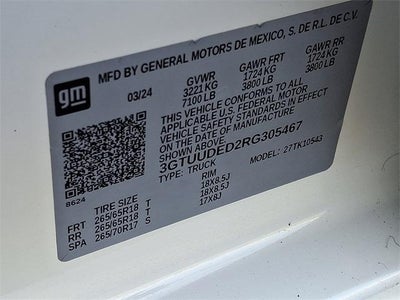 gm
MFD BY GENERAL MOTORS DE MEXICO, S. DE R.L. DE C.V.
03/24 GVWR GAWR FRT GAWR RR
3221 KG 1724 KG 1724 KG
7100 LB 3800 LB 3800 LB
THIS VEHICLE CONFORMS TO ALL
APPLICABLE U.S. FEDERAL MOTOR
VEHICLE SAFETY STANDARDS IN
EFFECT ON THE DATE OF
MANUFACTURE SHOWN ABOVE.
3GTUUDED2RG305467
TYPE: TRUCK MODEL: 27TK10543
8624
TIRE SIZE RIM
FRT 265/65R18 T 18X8.5J
RR 265/65R18 T 18X8.5J
SPA 265/70R17 S 17X8J